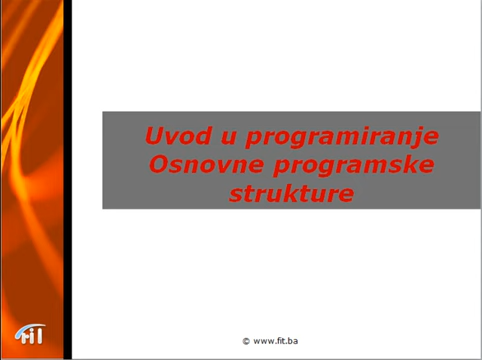 Uvod u programiranje
Osnovne programske
strukture
FIT
© www.fit.ba